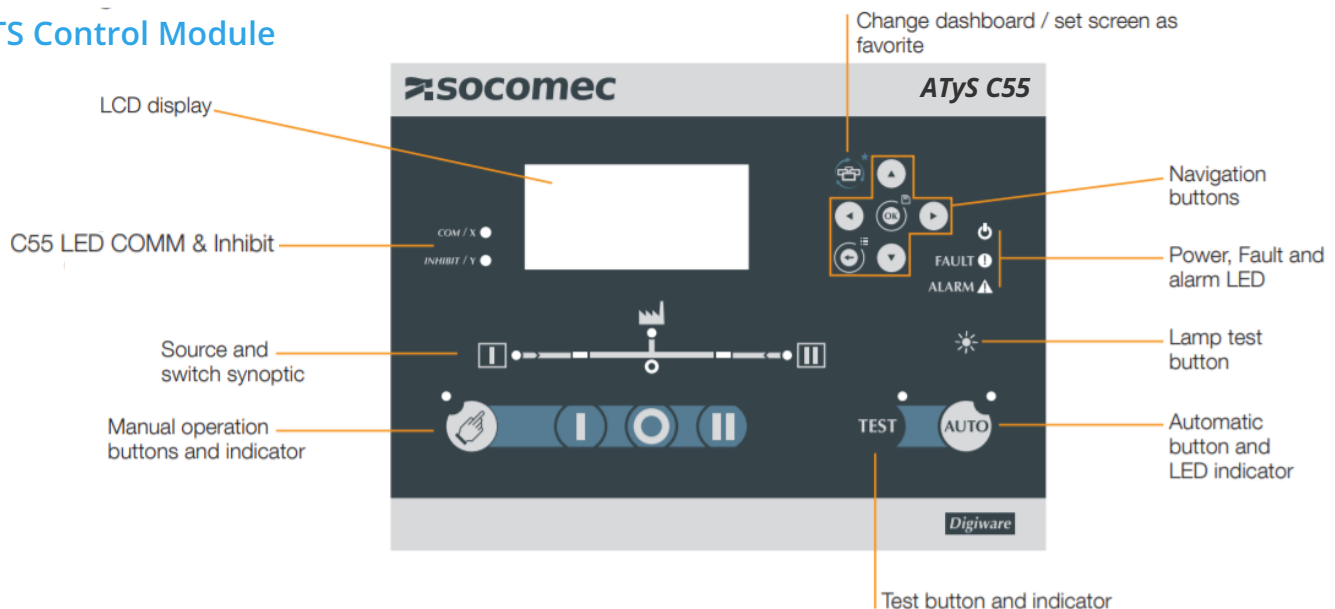 TS Control Module
Change dashboard / set screen as
favorite
socomec
ATyS C55
LCD display
Navigation
buttons
OK
COM / X
C55 LED COMM & Inhibit
INHIBIT / Y
FAULT
ALARM
Power, Fault and
alarm LED
Source and
switch synoptic
I
II
Lamp test
button
Manual operation
buttons and indicator
I
O
II
TEST
AUTO
Automatic
button and
LED indicator
Digiware
Test button and indicator